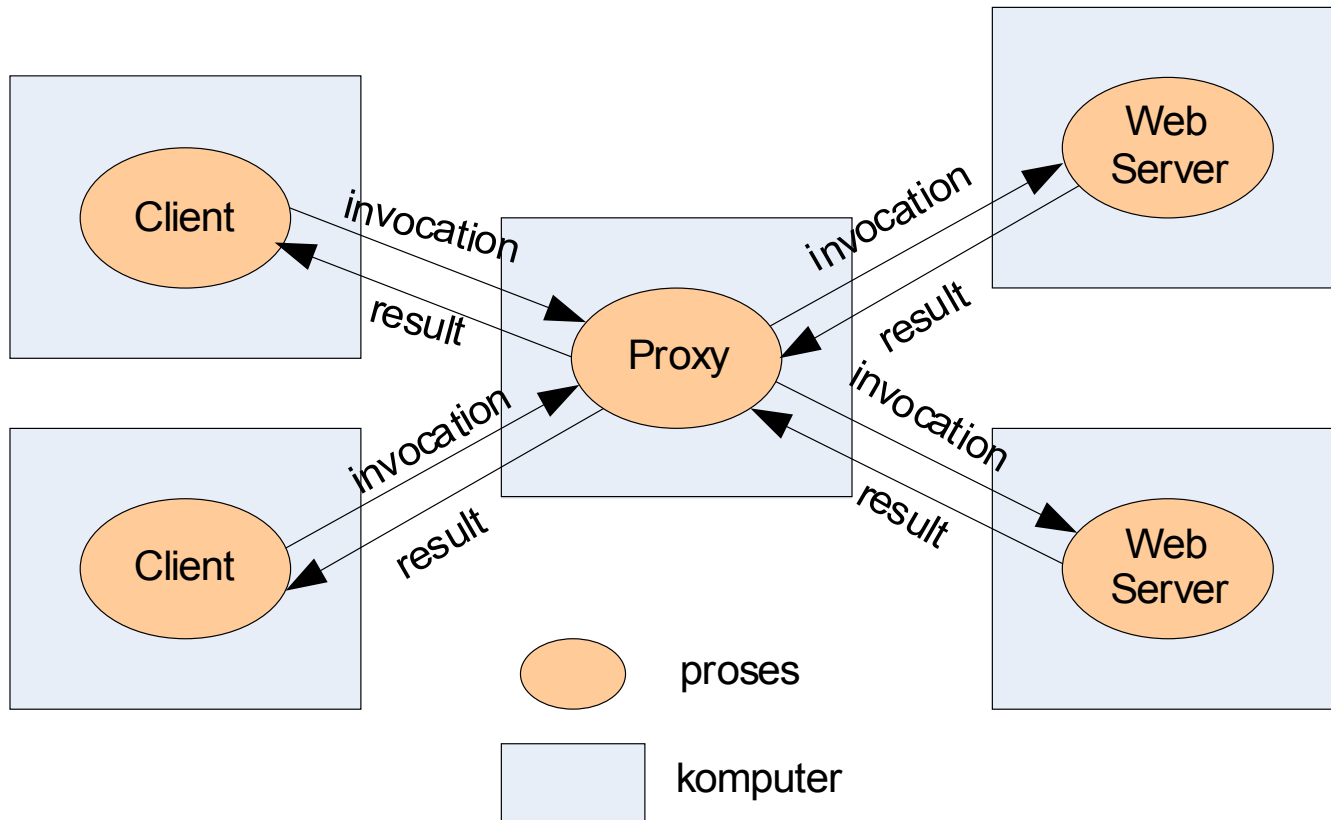 Web
Server
Client
invocation
result
invocation
result
Proxy
invocation
result
invocation
result
Client
Web
Server
proses
komputer